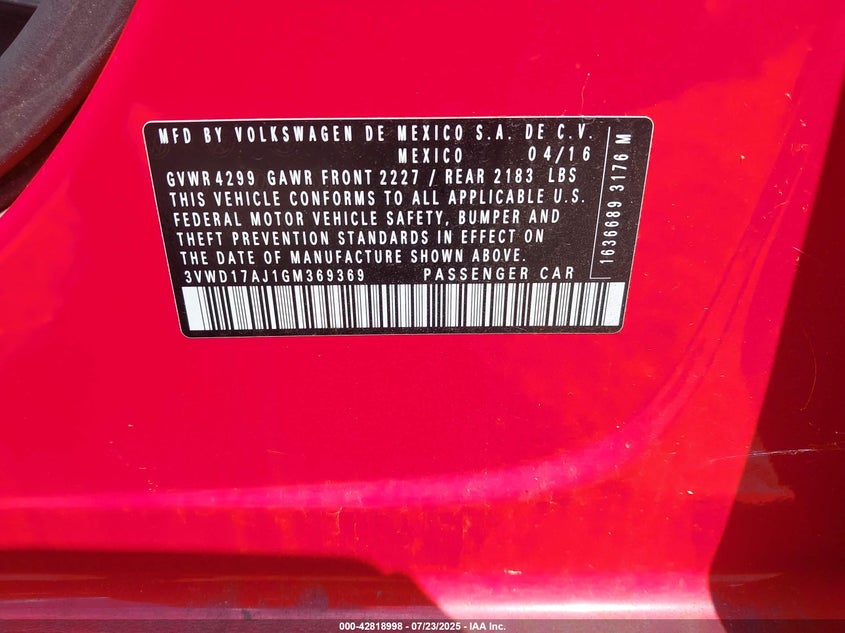 MFD BY VOLKSWAGEN DE MEXICO S.A. DE C.V.
MEXICO 04/16
GVWR 4299 GAWR FRONT 2227 / REAR 2183 LBS
THIS VEHICLE CONFORMS TO ALL APPLICABLE U.S.
FEDERAL MOTOR VEHICLE SAFETY, BUMPER AND
THEFT PREVENTION STANDARDS IN EFFECT ON
THE DATE OF MANUFACTURE SHOWN ABOVE.
3VWD17AJ1GM369369 PASSENGER CAR
1636689 3176 M
000-42818998 - 07/23/2025 - IAA Inc.